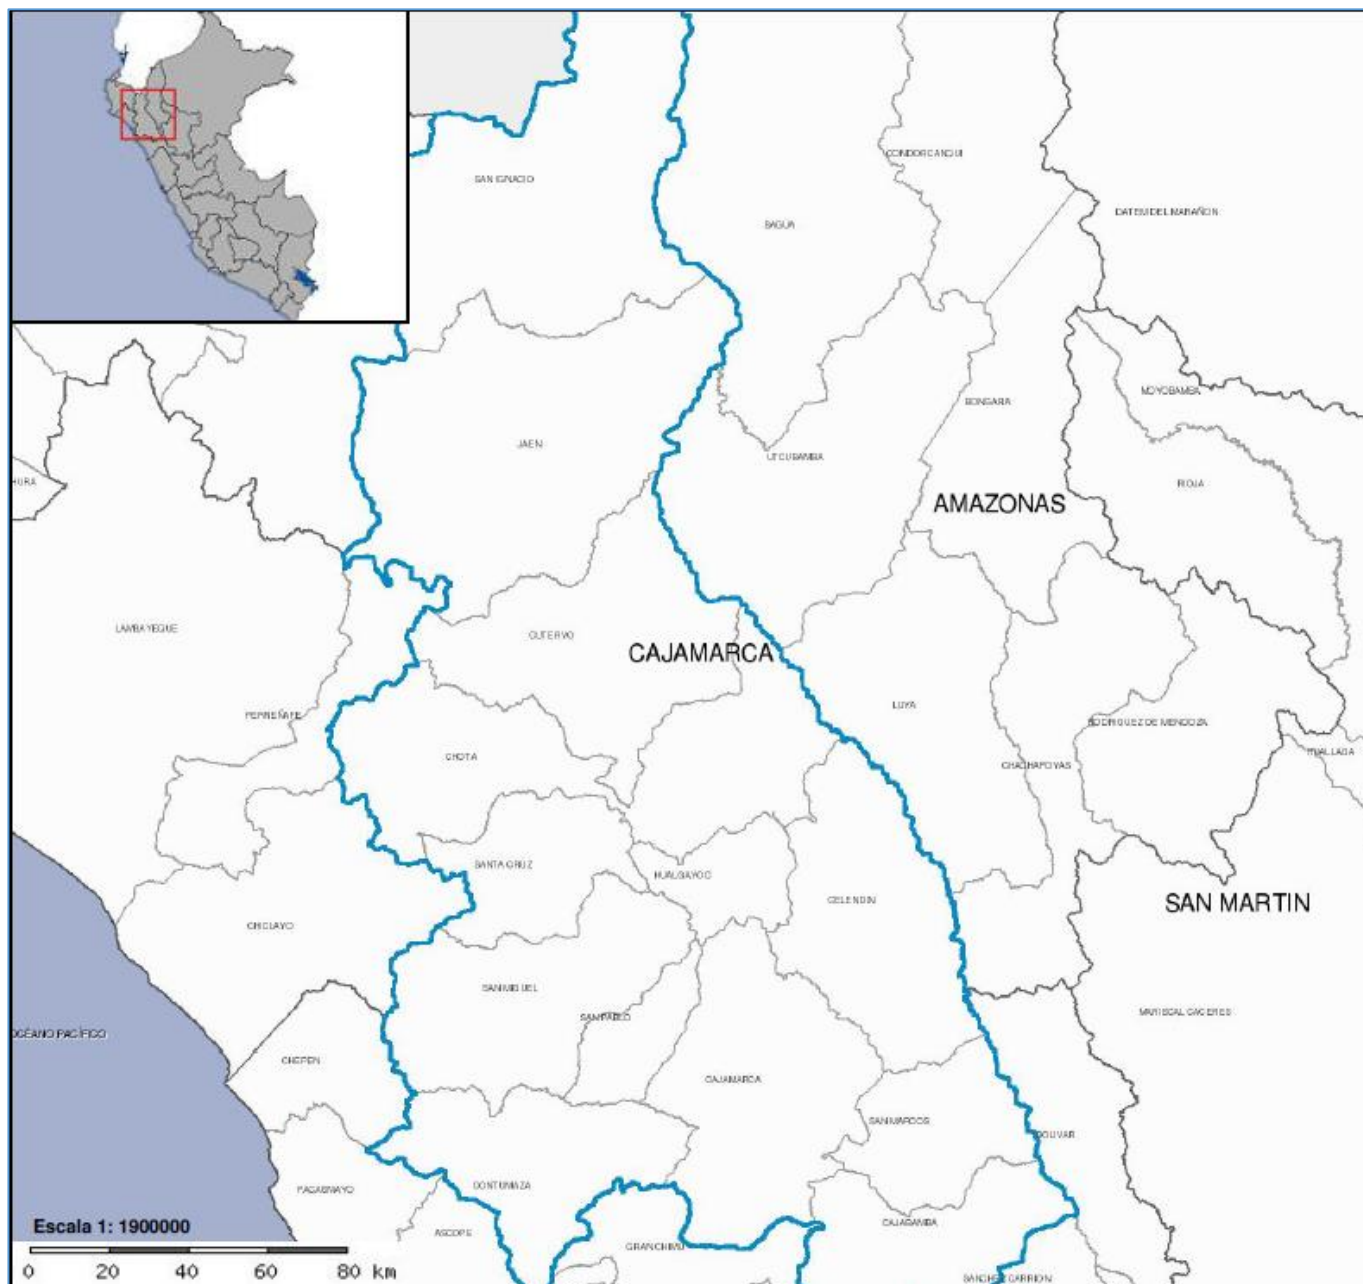 CONDORCANQUI
SAN IGNACIO
DATEM DEL MARAÑON
BAGUA
MOYOBAMBA
BONGARA
JAEN
UTCUBAMBA
HURA
RIOJA
AMAZONAS
LAMBAYEQUE
CUTERVO
CAJAMARCA
LUYA
FERREÑAFE
RODRIGUEZ DE MENDOZA
HUALLAGA
CHOTA
CHACHAPOYAS
SANTA CRUZ
HUALGAYOC
CELENDIN
SAN MARTIN
CHICLAYO
SAN MIGUEL
SAN PABLO
MARISCAL CACERES
OCÉANO PACÍFICO
CHEPEN
CAJAMARCA
SAN MARCOS
BOLIVAR
PACASMAYO
CONTUMAZA
CAJABAMBA
Escala 1: 1900000
ASCOPE
GRAN CHIMU
0 20 40 60 80 km
SANCHEZ CARRION